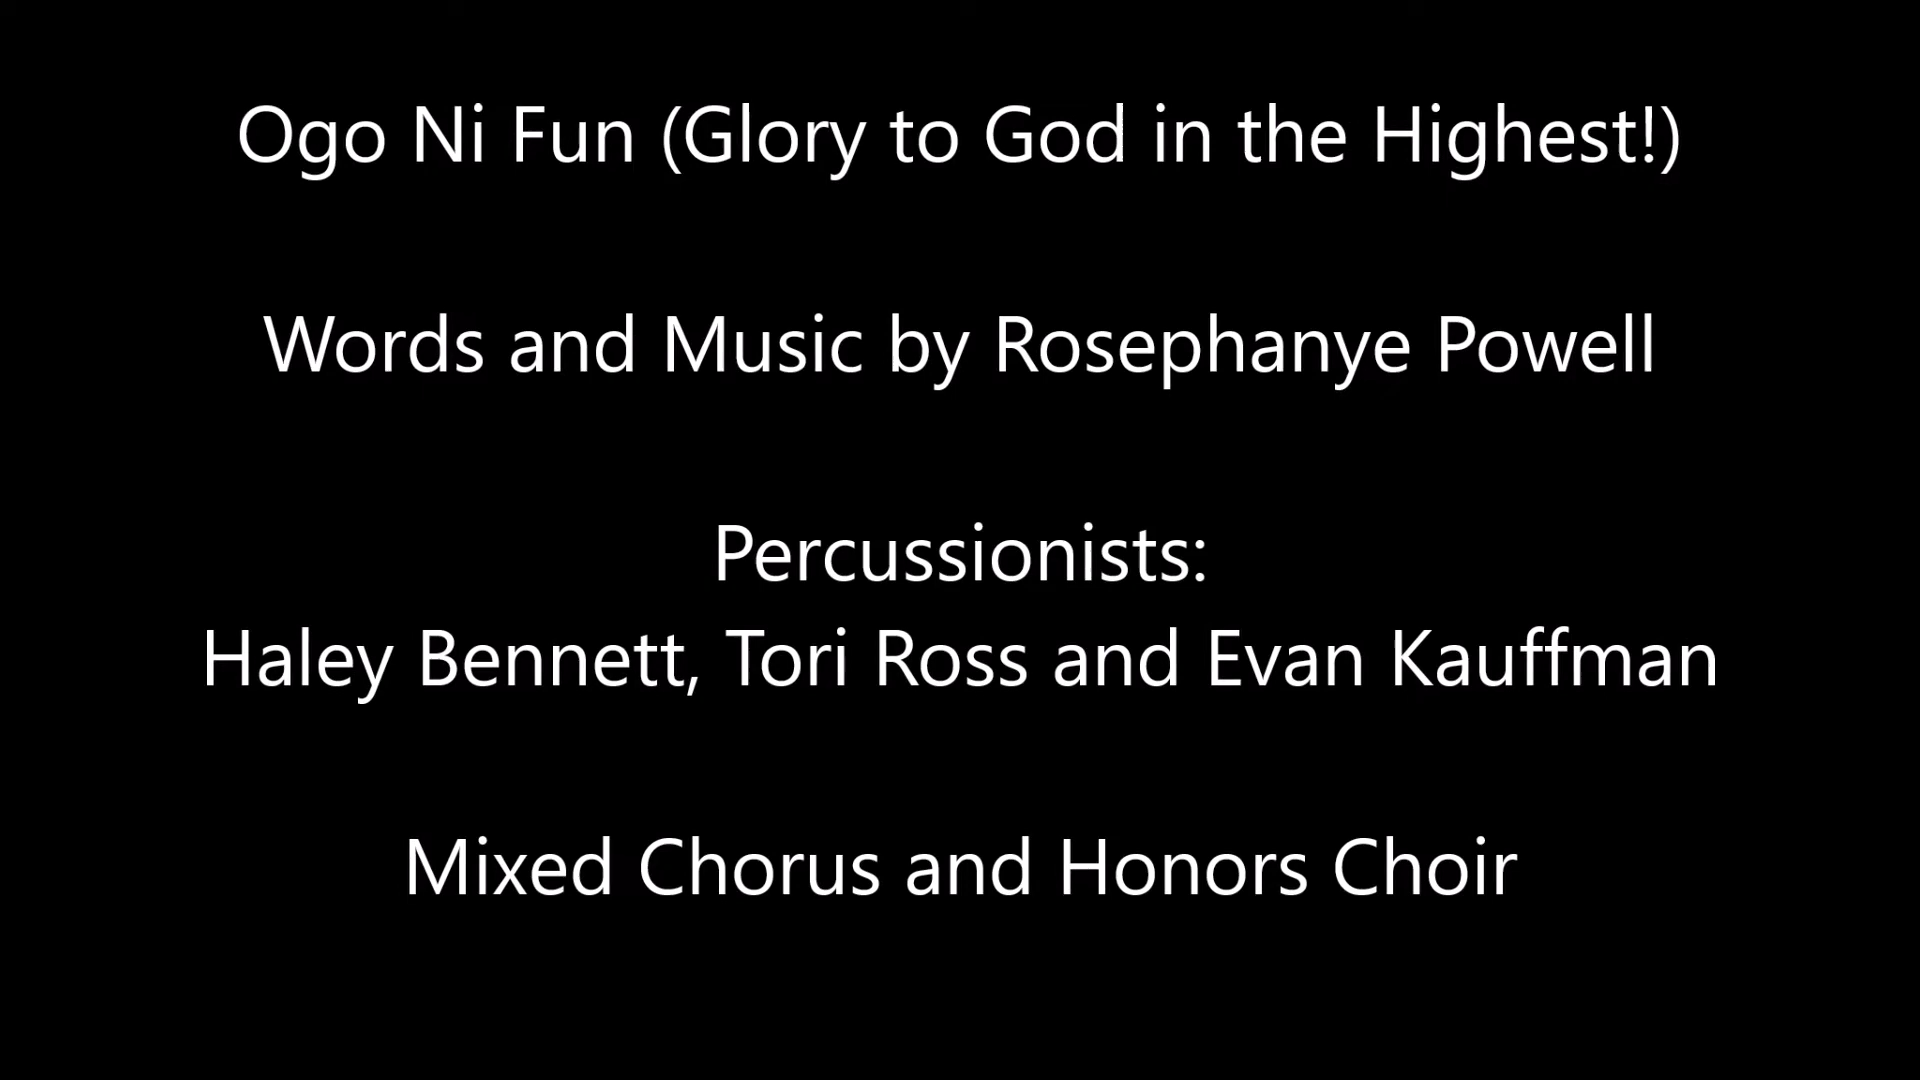 Ogo Ni Fun (Glory to God in the Highest!)
Words and Music by Rosephanye Powell
Percussionists:
Haley Bennett, Tori Ross and Evan Kauffman
Mixed Chorus and Honors Choir